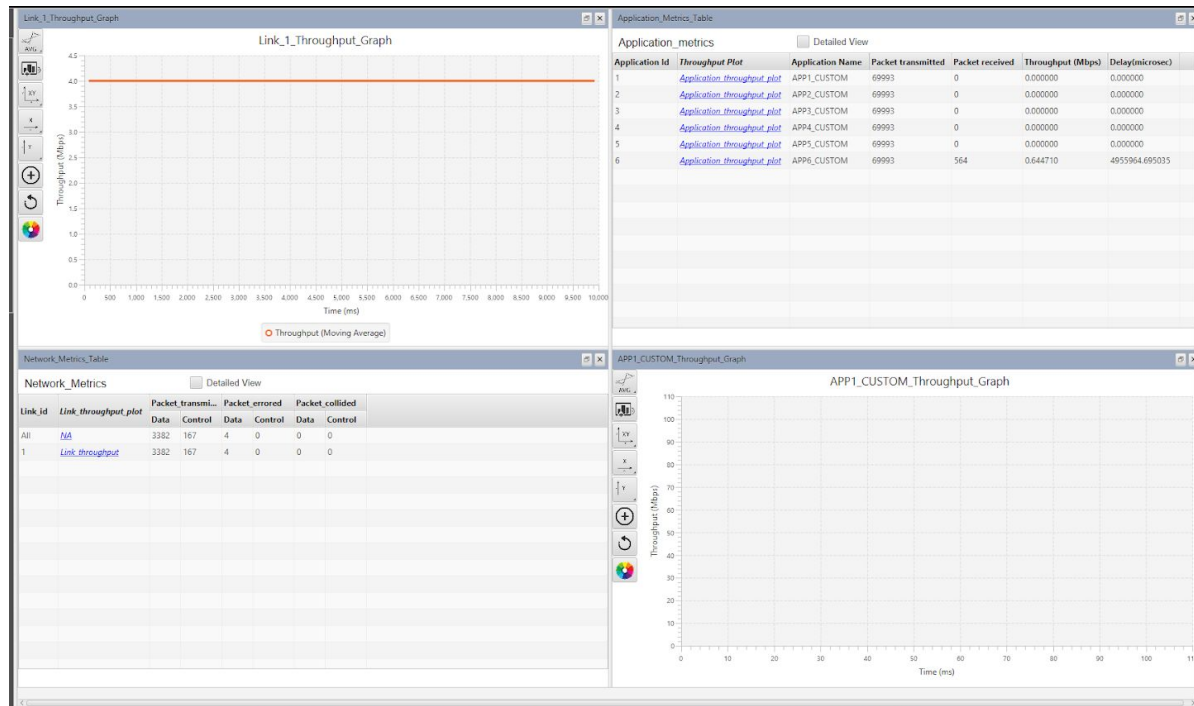 Link_1_Throughput_Graph
Link_1_Throughput_Graph
AVG
XY
X
Y
Throughput (Mbps)
4.5
4.0
3.5
3.0
2.5
2.0
1.5
1.0
0.5
0.0
0 500 1,000 1,500 2,000 2,500 3,000 3,500 4,000 4,500 5,000 5,500 6,000 6,500 7,000 7,500 8,000 8,500 9,000 9,500 10,000
Time (ms)
Throughput (Moving Average)
Application_Metrics_Table
Application_metrics Detailed View
Application Id Throughput Plot Application Name Packet transmitted Packet received Throughput (Mbps) Delay(microsec)
1 Application throughput plot APP1_CUSTOM 69993 0 0.000000 0.000000
2 Application throughput plot APP2_CUSTOM 69993 0 0.000000 0.000000
3 Application throughput plot APP3_CUSTOM 69993 0 0.000000 0.000000
4 Application throughput plot APP4_CUSTOM 69993 0 0.000000 0.000000
5 Application throughput plot APP5_CUSTOM 69993 0 0.000000 0.000000
6 Application throughput plot APP6_CUSTOM 69993 564 0.644710 4955964.695035
Network_Metrics_Table
Network_Metrics Detailed View
Link_id Link_throughput_plot Packet_transmi... Packet_errored Packet_collided
Data Control Data Control Data Control
All NA 3382 167 4 0 0 0
1 Link throughput 3382 167 4 0 0 0
APP1_CUSTOM_Throughput_Graph
APP1_CUSTOM_Throughput_Graph
AVG
XY
X
Y
Throughput (Mbps)
110
100
90
80
70
60
50
40
30
20
10
0
0 10 20 30 40 50 60 70 80 90 100 11
Time (ms)